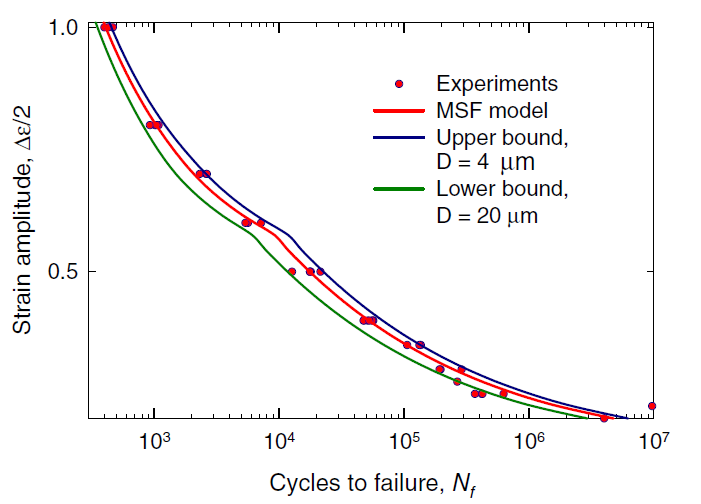 1.0
0.5
Strain amplitude, Δε/2
Experiments
MSF model
Upper bound,
D = 4 μm
Lower bound,
D = 20 μm
10³ 10⁴ 10⁵ 10⁶ 10⁷
Cycles to failure, N_f